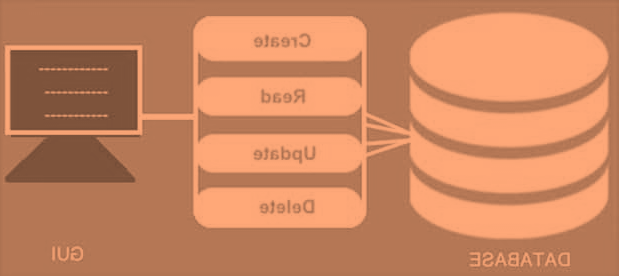 Create
Read
Update
Delete
GUI
DATABASE